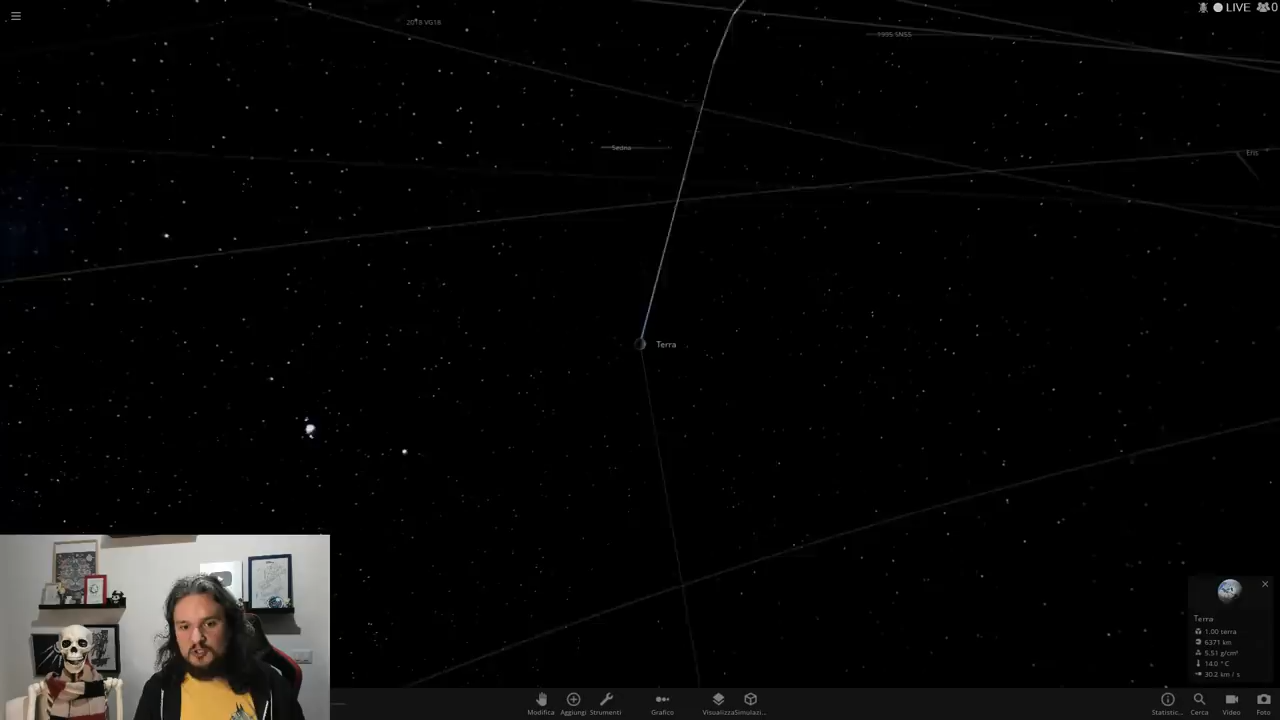 LIVE 0
2018 VG18
1995 SN55
Sedna
Eris
Terra
Terra
1.00 terra
6371 km
5.51 g/cm³
14.0 °C
30.2 km / s
Modifica Aggiungi Strumenti Grafico Visualizza Simulazi... Statistic... Cerca Video Foto